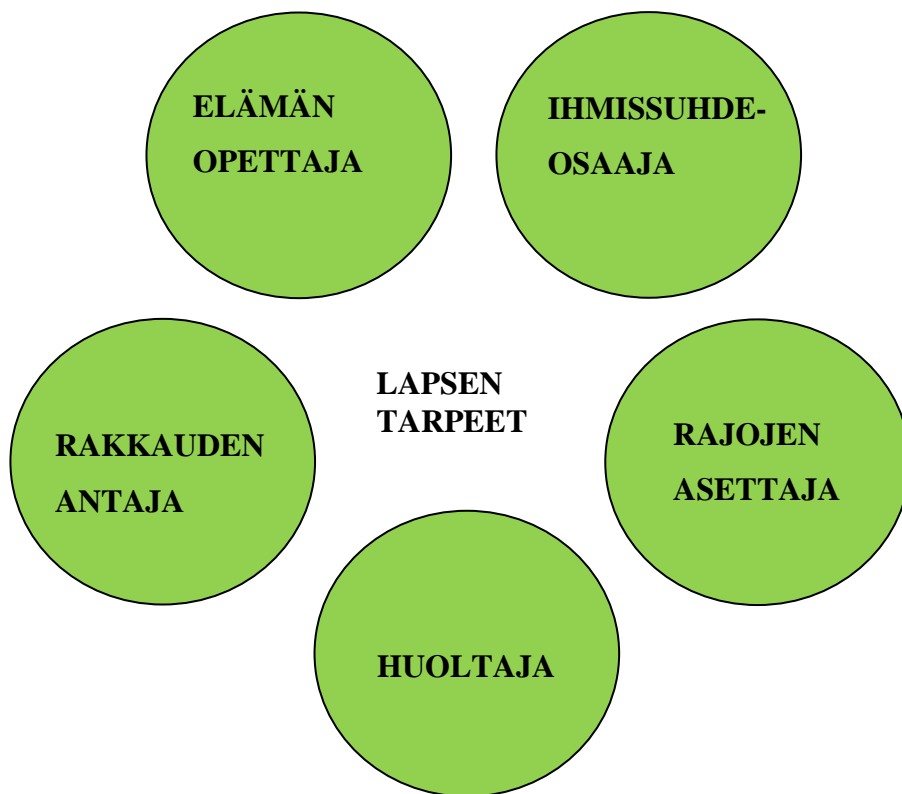 ELÄMÄN
OPETTAJA
IHMISSUHDE-
OSAAJA
LAPSEN
TARPEET
RAKKAUDEN
ANTAJA
RAJOJEN
ASETTAJA
HUOLTAJA